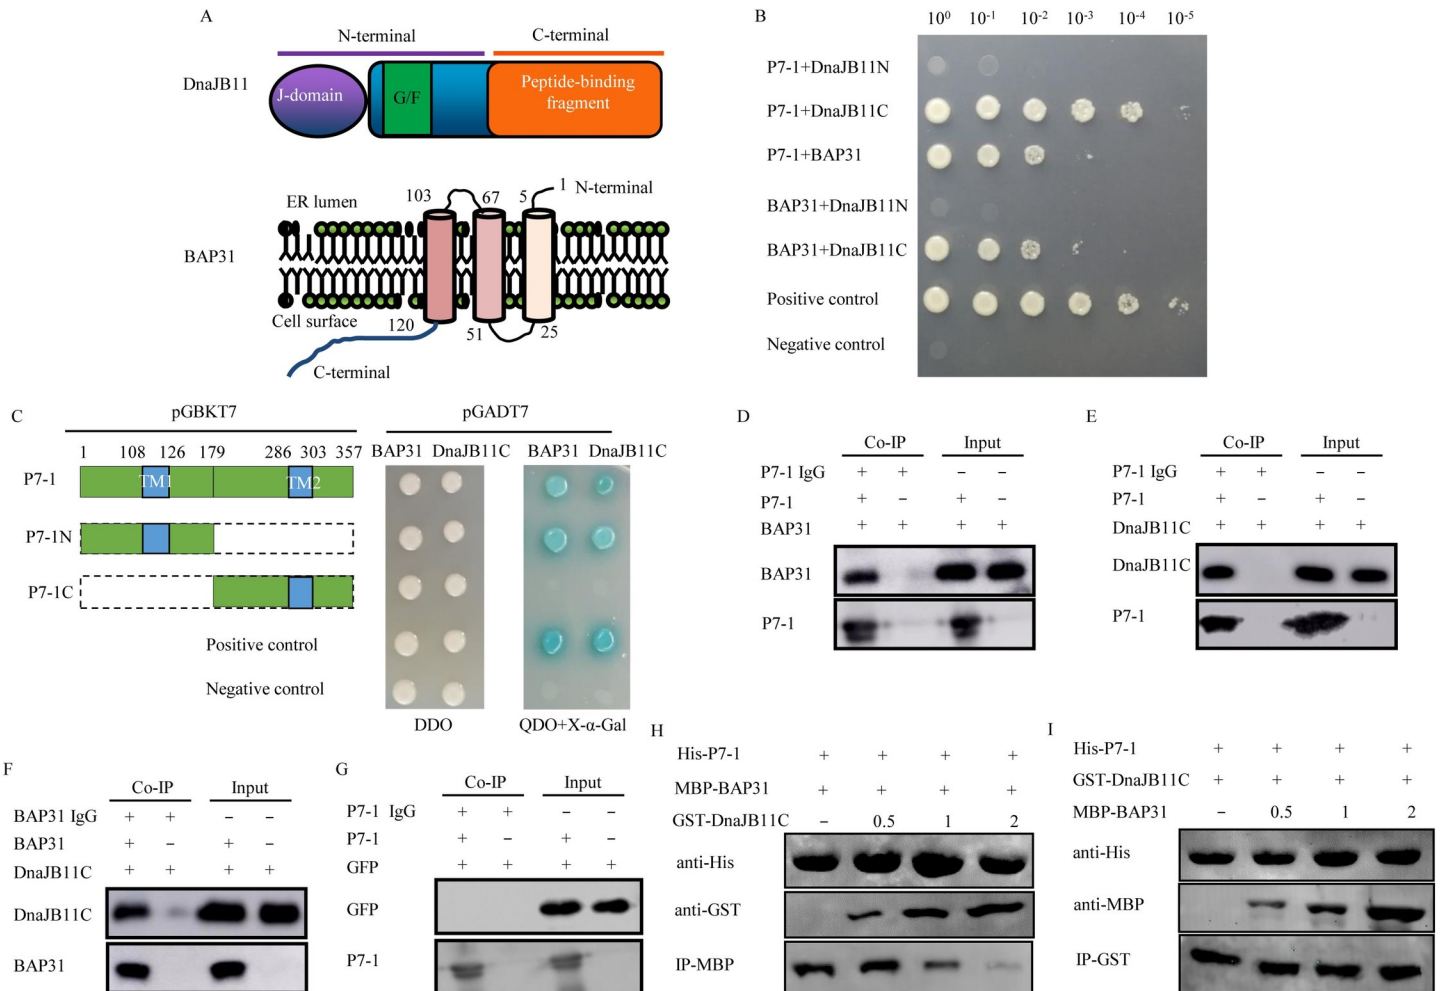 A
N-terminal
C-terminal
DnaJB11
J-domain
G/F
Peptide-binding
fragment
103
67
5
1
N-terminal
ER lumen
BAP31
Cell surface
120
51
25
C-terminal
B
10⁰ 10⁻¹ 10⁻² 10⁻³ 10⁻⁴ 10⁻⁵
P7-1+DnaJB11N
P7-1+DnaJB11C
P7-1+BAP31
BAP31+DnaJB11N
BAP31+DnaJB11C
Positive control
Negative control
C
pGBKT7
pGADT7
1 108 126 179 286 303 357
BAP31 DnaJB11C BAP31 DnaJB11C
P7-1 TM1 TM2
P7-1N
P7-1C
Positive control
Negative control
DDO QDO+X-α-Gal
D
Co-IP Input
P7-1 IgG + + – –
P7-1 + – + –
BAP31 + + + +
BAP31
P7-1
E
Co-IP Input
P7-1 IgG + + – –
P7-1 + – + –
DnaJB11C + + + +
DnaJB11C
P7-1
F
Co-IP Input
BAP31 IgG + + – –
BAP31 + – + –
DnaJB11C + + + +
DnaJB11C
BAP31
G
Co-IP Input
P7-1 IgG + + – –
P7-1 + – + –
GFP + + + +
GFP
P7-1
H
His-P7-1 + + + +
MBP-BAP31 + + + +
GST-DnaJB11C – 0.5 1 2
anti-His
anti-GST
IP-MBP
I
His-P7-1 + + + +
GST-DnaJB11C + + + +
MBP-BAP31 – 0.5 1 2
anti-His
anti-MBP
IP-GST